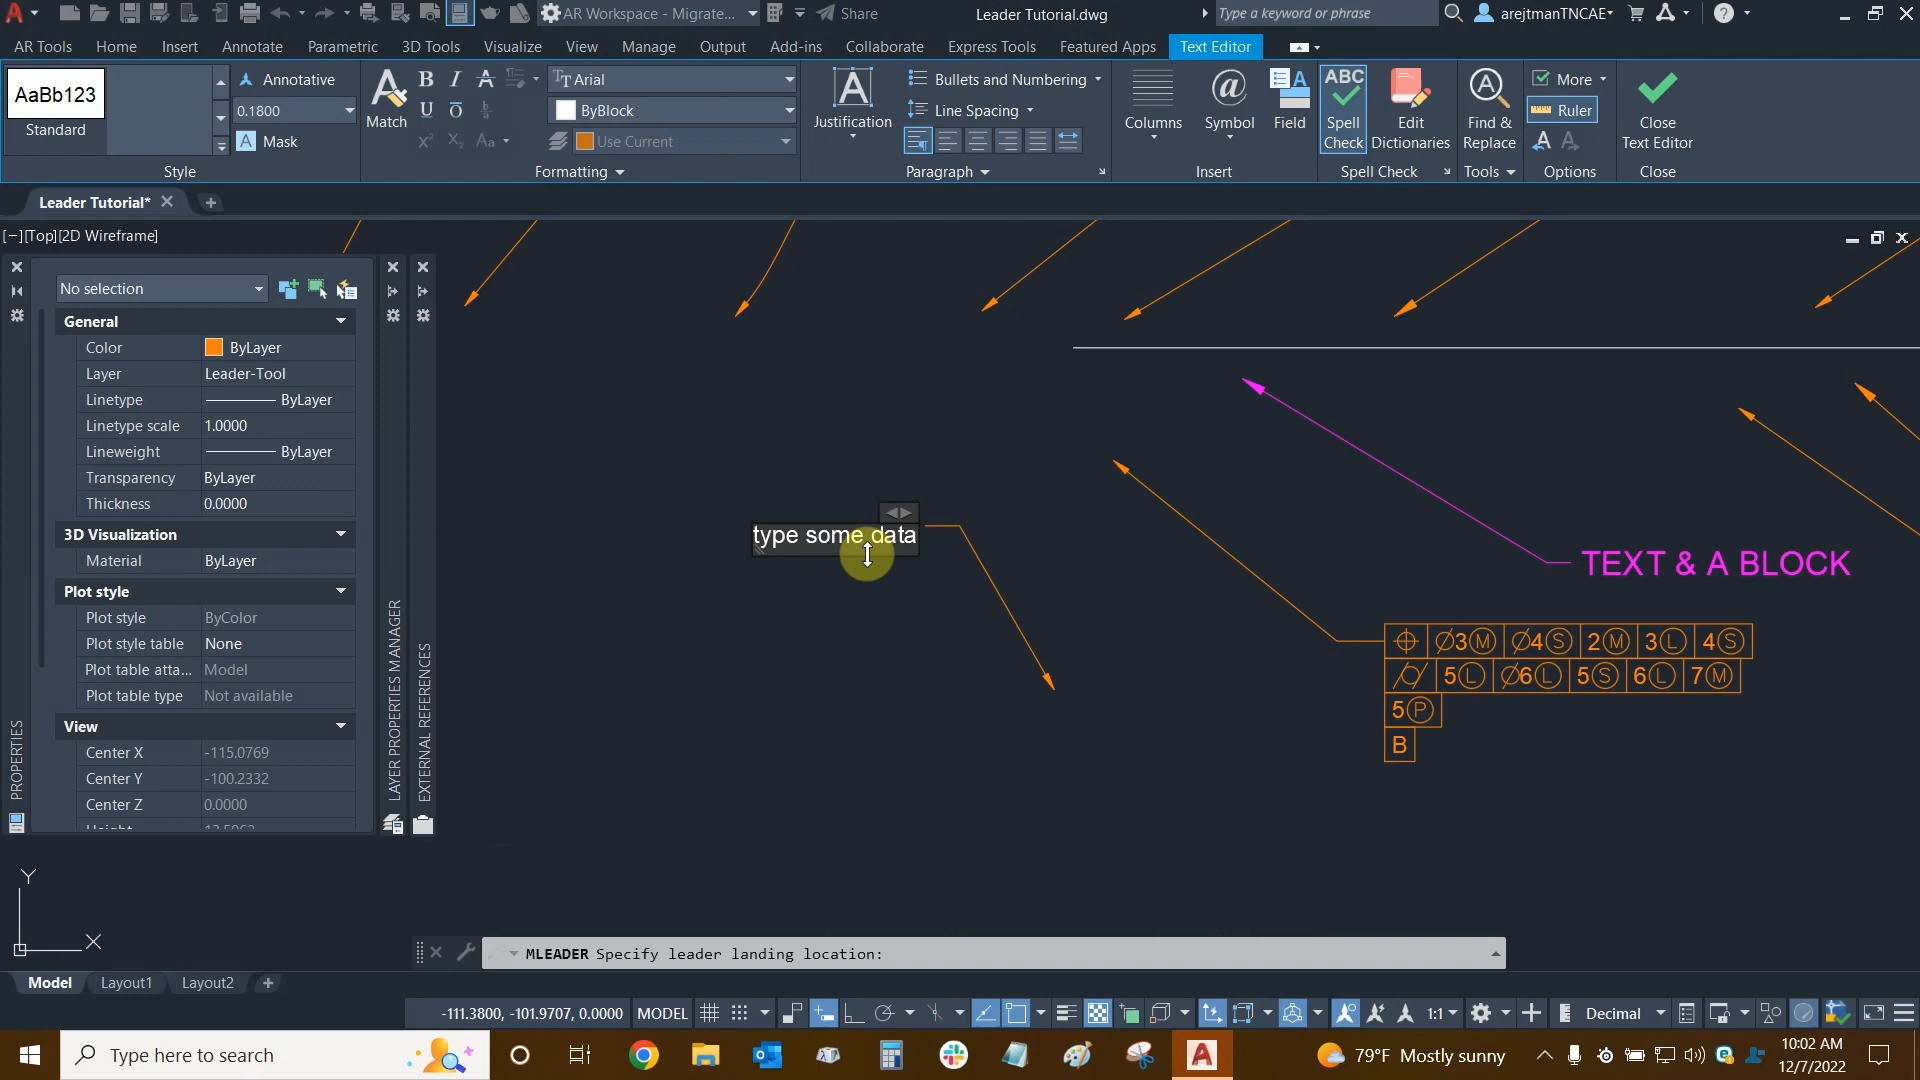 AR Workspace - Migrate...
Share
Leader Tutorial.dwg
Type a keyword or phrase
arejtmanTNCAE
AR Tools
Home
Insert
Annotate
Parametric
3D Tools
Visualize
View
Manage
Output
Add-ins
Collaborate
Express Tools
Featured Apps
Text Editor
AaBb123
Standard
Annotative
0.1800
Mask
Style
Match
Arial
ByBlock
Use Current
Formatting
Justification
Bullets and Numbering
Line Spacing
Paragraph
Columns
Symbol
Field
Insert
ABC
Spell
Check
Edit
Dictionaries
Spell Check
Find &
Replace
Tools
More
Ruler
Options
Close
Text Editor
Close
Leader Tutorial*
[−][Top][2D Wireframe]
No selection
General
Color ByLayer
Layer Leader-Tool
Linetype ByLayer
Linetype scale 1.0000
Lineweight ByLayer
Transparency ByLayer
Thickness 0.0000
3D Visualization
Material ByLayer
Plot style
Plot style ByColor
Plot style table None
Plot table atta... Model
Plot table type Not available
View
Center X -115.0769
Center Y -100.2332
Center Z 0.0000
PROPERTIES
LAYER PROPERTIES MANAGER
EXTERNAL REFERENCES
type some data
TEXT & A BLOCK
⌀3Ⓜ ⌀4Ⓢ 2Ⓜ 3Ⓛ 4Ⓢ
5Ⓛ ⌀6Ⓛ 5Ⓢ 6Ⓛ 7Ⓜ
5Ⓟ
B
Y
X
MLEADER Specify leader landing location:
Model
Layout1
Layout2
-111.3800, -101.9707, 0.0000
MODEL
1:1
Decimal
Type here to search
79°F Mostly sunny
10:02 AM
12/7/2022